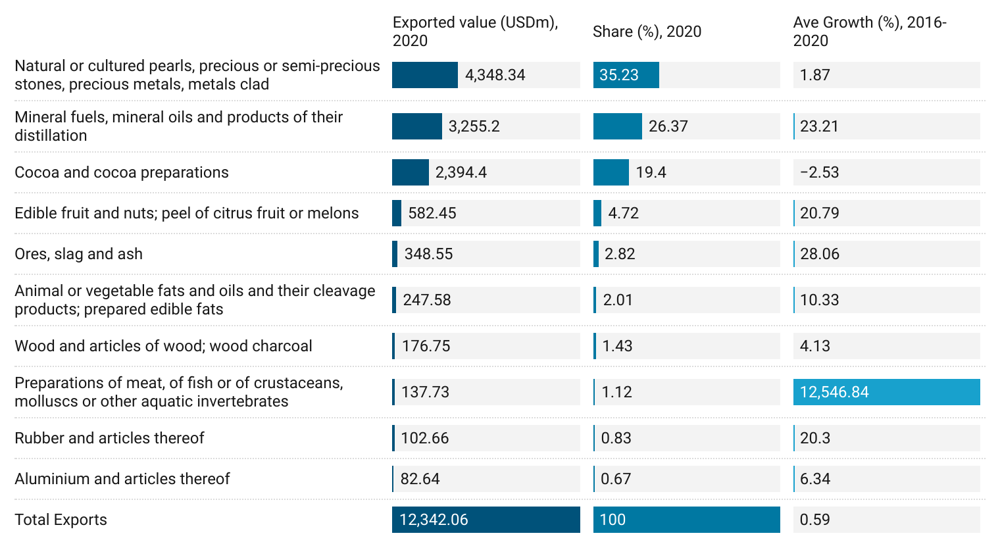 Exported value (USDm),
2020
Share (%), 2020
Ave Growth (%), 2016-
2020
Natural or cultured pearls, precious or semi-precious
stones, precious metals, metals clad
4,348.34
35.23
1.87
Mineral fuels, mineral oils and products of their
distillation
3,255.2
26.37
23.21
Cocoa and cocoa preparations
2,394.4
19.4
−2.53
Edible fruit and nuts; peel of citrus fruit or melons
582.45
4.72
20.79
Ores, slag and ash
348.55
2.82
28.06
Animal or vegetable fats and oils and their cleavage
products; prepared edible fats
247.58
2.01
10.33
Wood and articles of wood; wood charcoal
176.75
1.43
4.13
Preparations of meat, of fish or of crustaceans,
molluscs or other aquatic invertebrates
137.73
1.12
12,546.84
Rubber and articles thereof
102.66
0.83
20.3
Aluminium and articles thereof
82.64
0.67
6.34
Total Exports
12,342.06
100
0.59